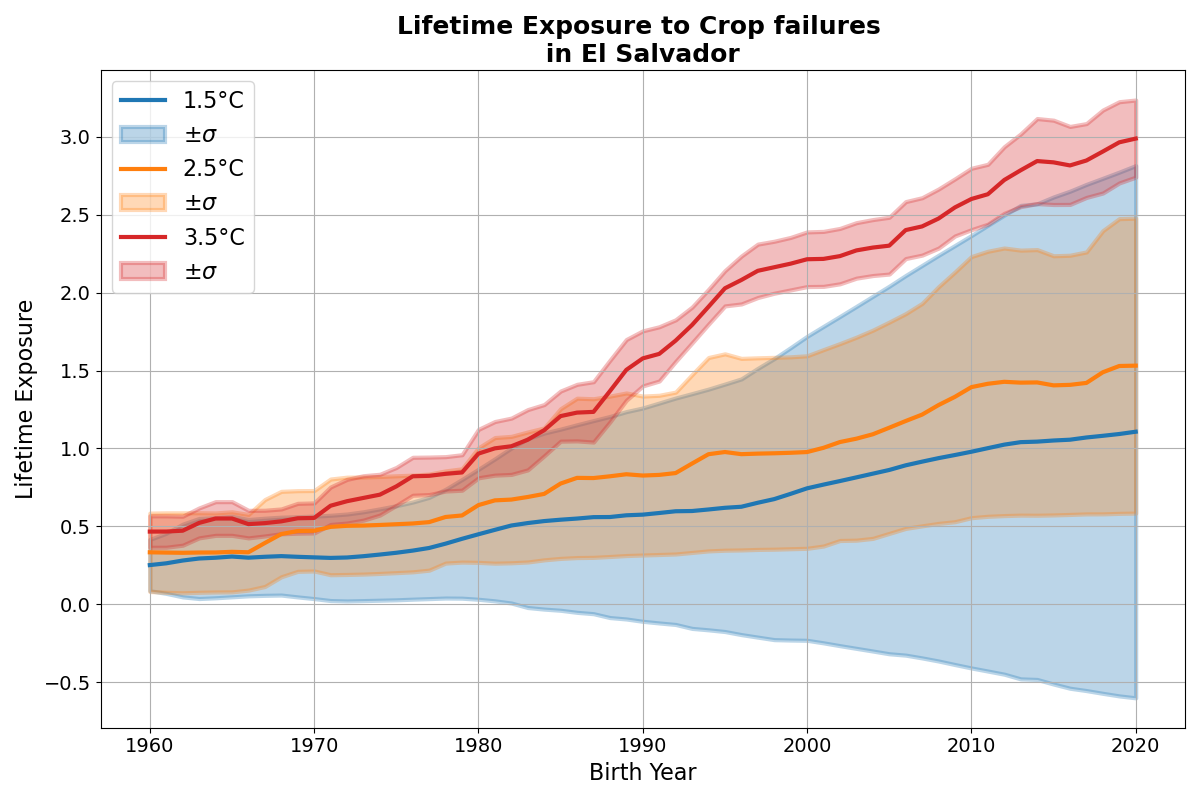 Lifetime Exposure to Crop failures
in El Salvador
1.5°C
±σ
2.5°C
±σ
3.5°C
±σ
Lifetime Exposure
3.0
2.5
2.0
1.5
1.0
0.5
0.0
−0.5
1960 1970 1980 1990 2000 2010 2020
Birth Year